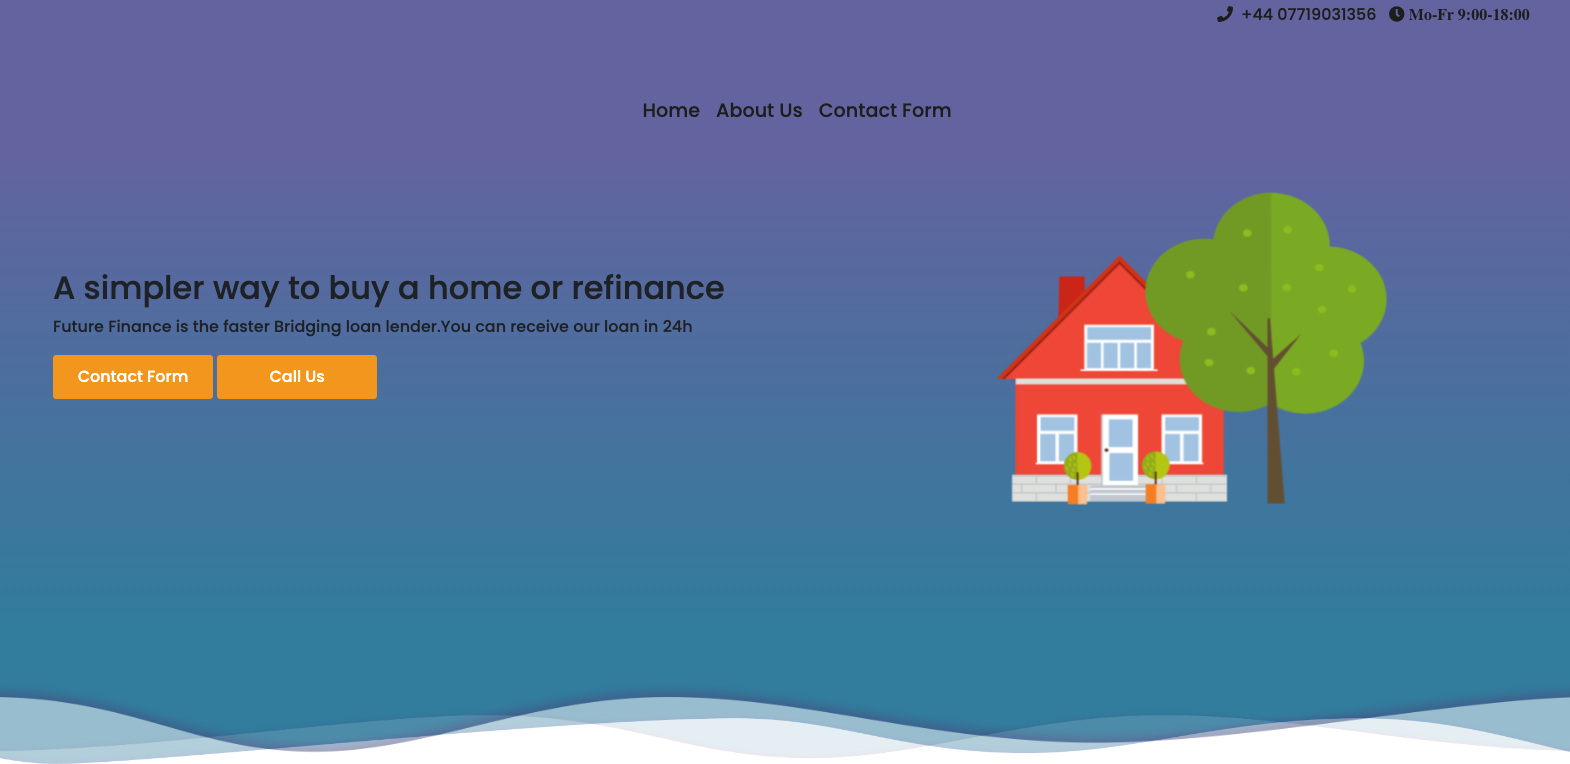 +44 07719031356 Mo-Fr 9:00-18:00
Home About Us Contact Form
A simpler way to buy a home or refinance
Future Finance is the faster Bridging loan lender.You can receive our loan in 24h
Contact Form Call Us